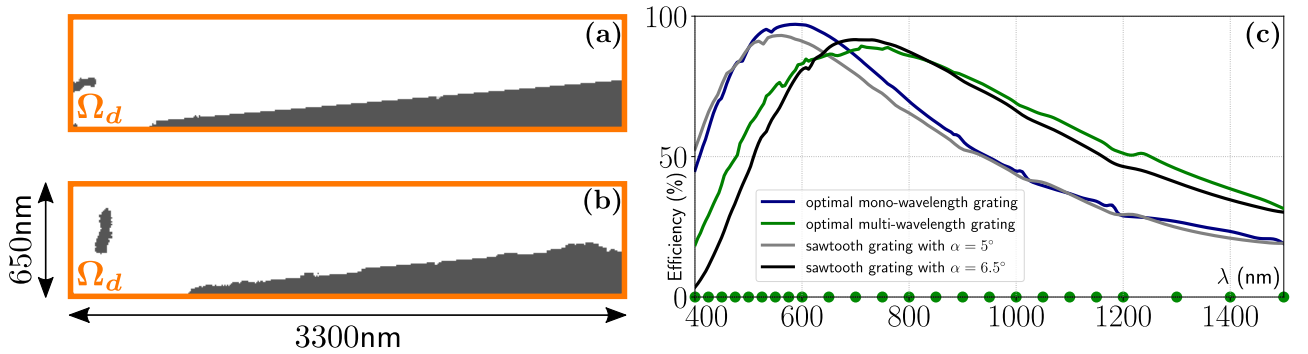 (a)
Ω_d
650nm
(b)
Ω_d
3300nm
(c)
100
50
0
Efficiency (%)
optimal mono-wavelength grating
optimal multi-wavelength grating
sawtooth grating with α = 5°
sawtooth grating with α = 6.5°
λ (nm)
400 600 800 1000 1200 1400